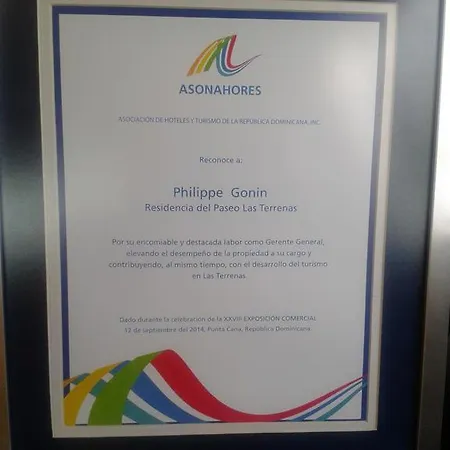 ASONAHORES
ASOCIACIÓN DE HOTELES Y TURISMO DE LA REPÚBLICA DOMINICANA, INC.
Reconoce a:
Philippe Gonin
Residencia del Paseo Las Terrenas
Por su encomiable y destacada labor como Gerente General,
elevando el desempeño de la propiedad a su cargo y
contribuyendo, al mismo tiempo, con el desarrollo del turismo
en Las Terrenas.
Dado durante la celebración de la XXVIII EXPOSICIÓN COMERCIAL
12 de septiembre del 2014, Punta Cana, República Dominicana.